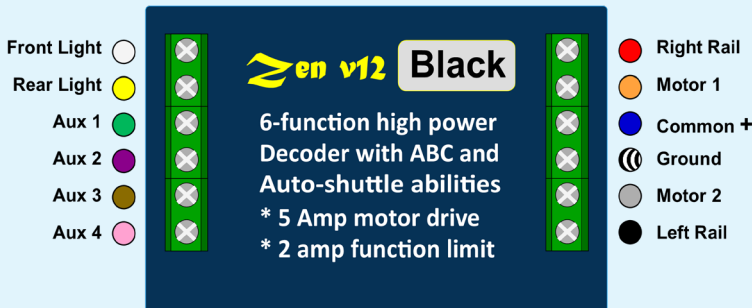 Front Light
Rear Light
Aux 1
Aux 2
Aux 3
Aux 4
Zen v12 Black
6-function high power
Decoder with ABC and
Auto-shuttle abilities
* 5 Amp motor drive
* 2 amp function limit
Right Rail
Motor 1
Common +
Ground
Motor 2
Left Rail